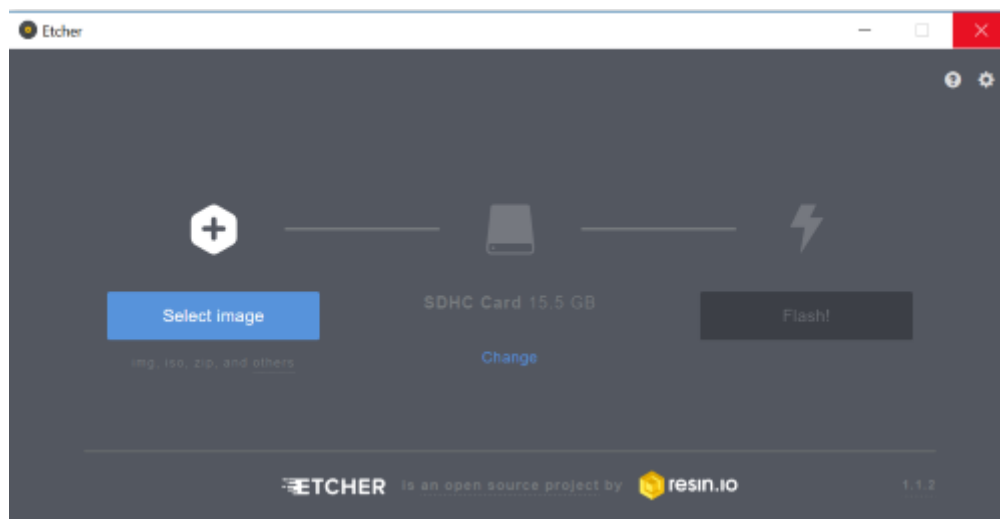 Etcher
Select image
SDHC Card 15.5 GB
Flash!
img, iso, zip, and others
Change
ETCHER is an open source project by resin.io
1.1.2